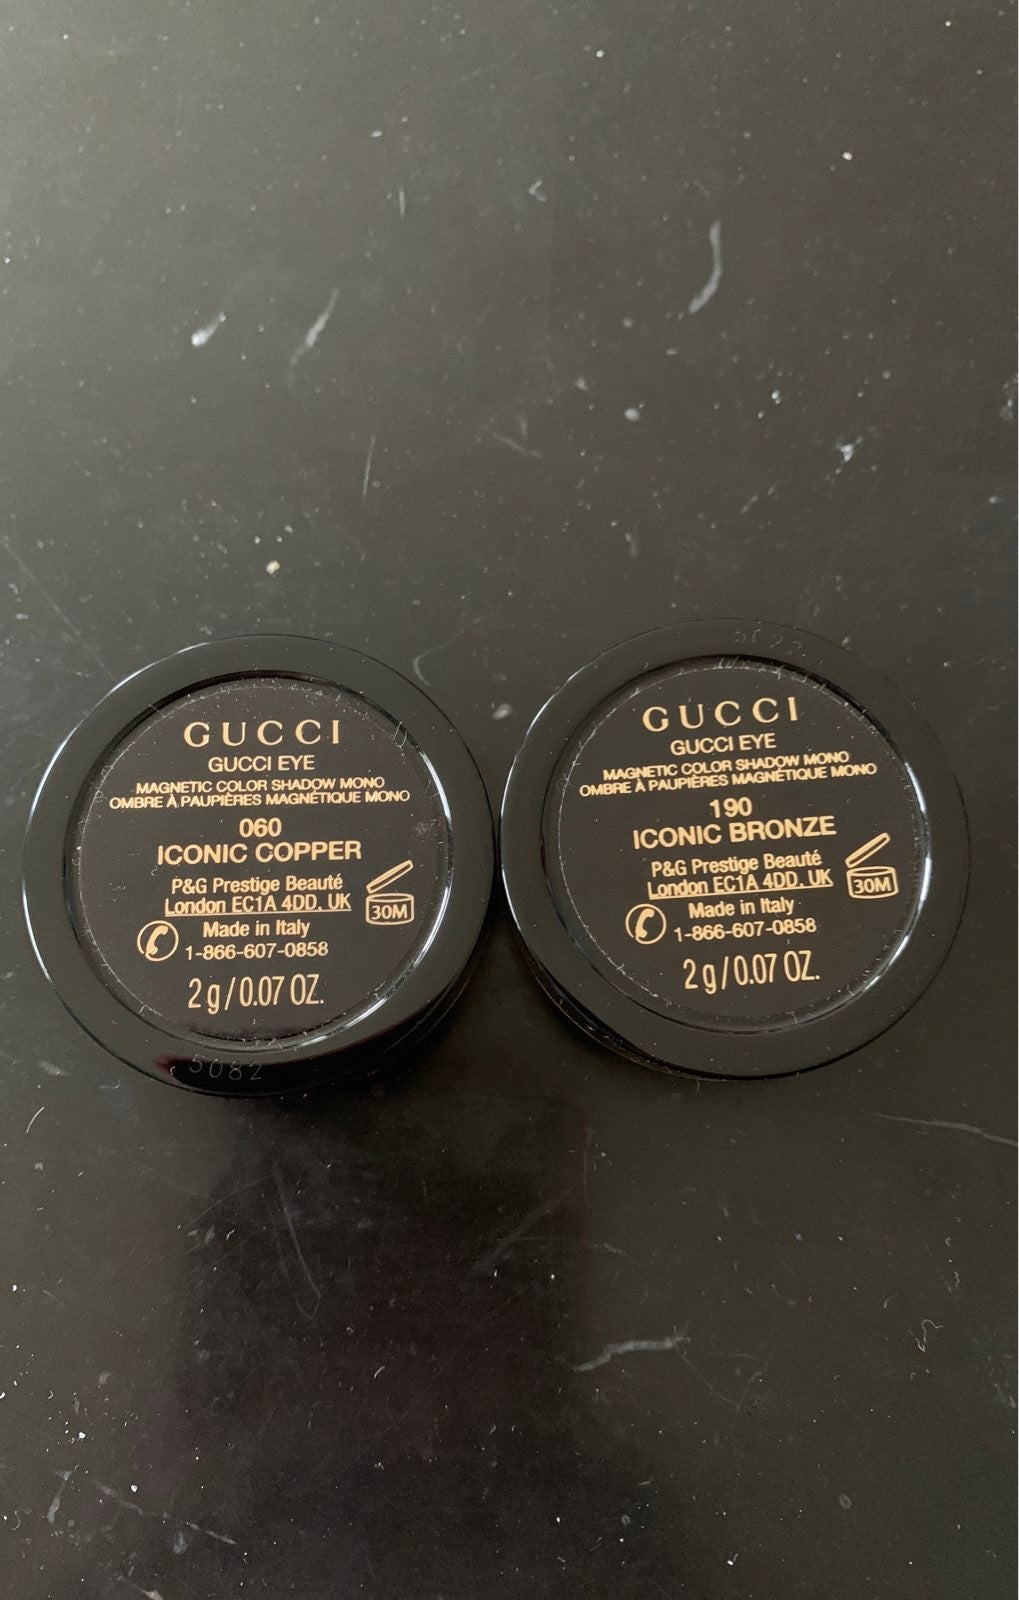 GUCCI
GUCCI EYE
MAGNETIC COLOR SHADOW MONO
OMBRE À PAUPIÈRES MAGNÉTIQUE MONO
060
ICONIC COPPER
P&G Prestige Beauté
London EC1A 4DD. UK
30M
Made in Italy
1-866-607-0858
2 g / 0.07 OZ.
5082
GUCCI
GUCCI EYE
MAGNETIC COLOR SHADOW MONO
OMBRE À PAUPIÈRES MAGNÉTIQUE MONO
190
ICONIC BRONZE
P&G Prestige Beauté
London EC1A 4DD. UK
30M
Made in Italy
1-866-607-0858
2 g / 0.07 OZ.